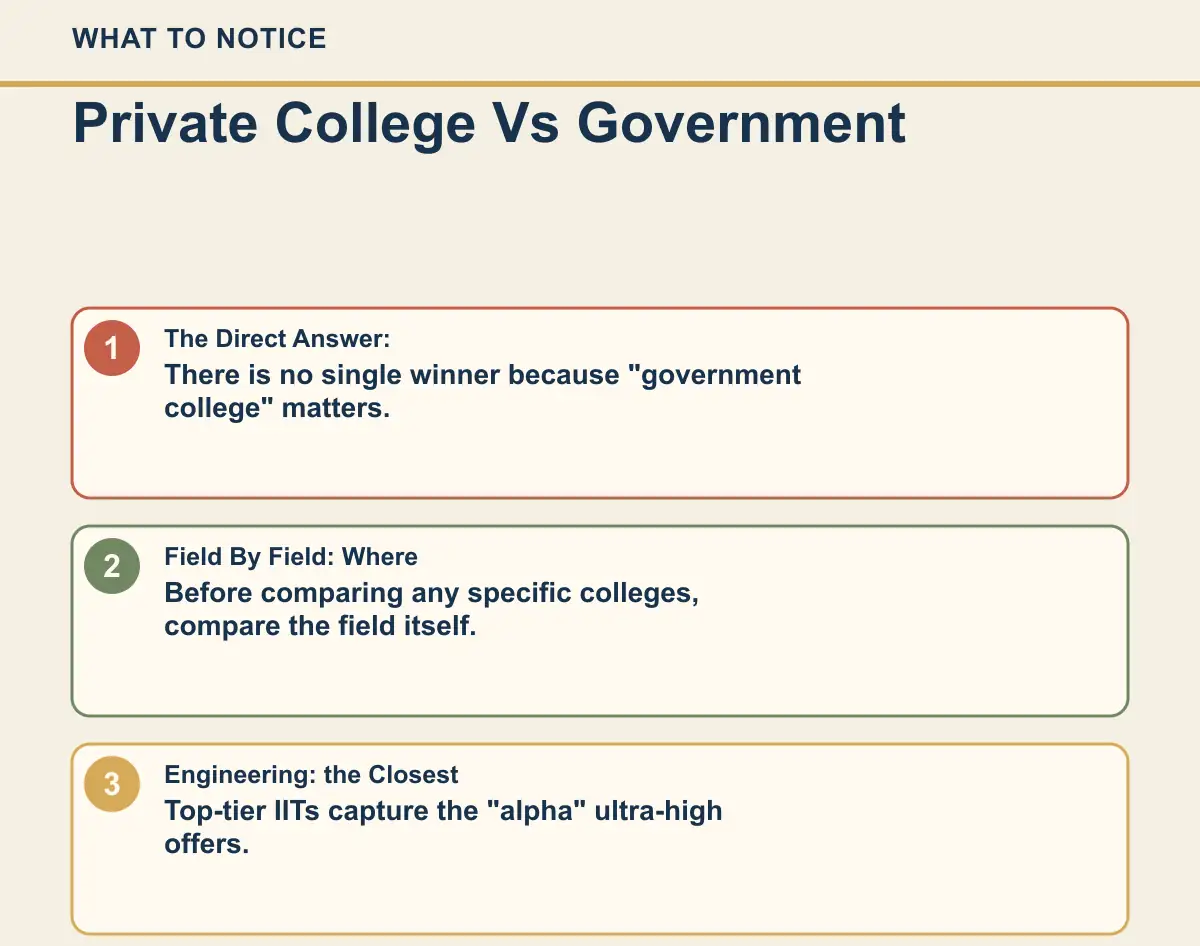 WHAT TO NOTICE
Private College Vs Government
1
The Direct Answer:
There is no single winner because "government
college" matters.
2
Field By Field: Where
Before comparing any specific colleges,
compare the field itself.
3
Engineering: the Closest
Top-tier IITs capture the "alpha" ultra-high
offers.